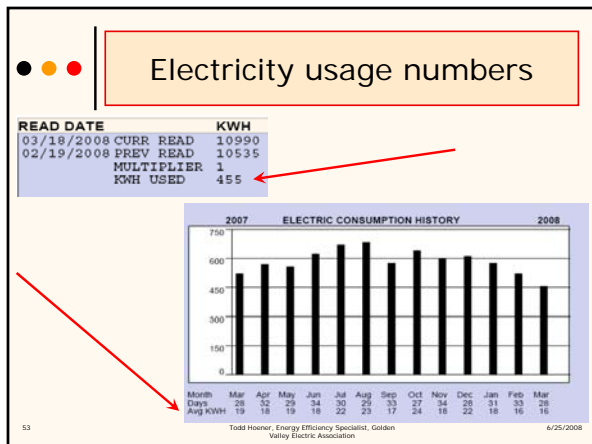 Electricity usage numbers
READ DATE KWH
03/18/2008 CURR READ 10990
02/19/2008 PREV READ 10535
MULTIPLIER 1
KWH USED 455
2007 ELECTRIC CONSUMPTION HISTORY 2008
750
600
450
300
150
0
Month Mar Apr May Jun Jul Aug Sep Oct Nov Dec Jan Feb Mar
Days 28 32 29 34 30 29 33 27 34 28 31 33 28
Avg KWH 19 18 19 18 22 23 17 24 18 22 18 16 16
53
Todd Hoener, Energy Efficiency Specialist, Golden
Valley Electric Association
6/25/2008